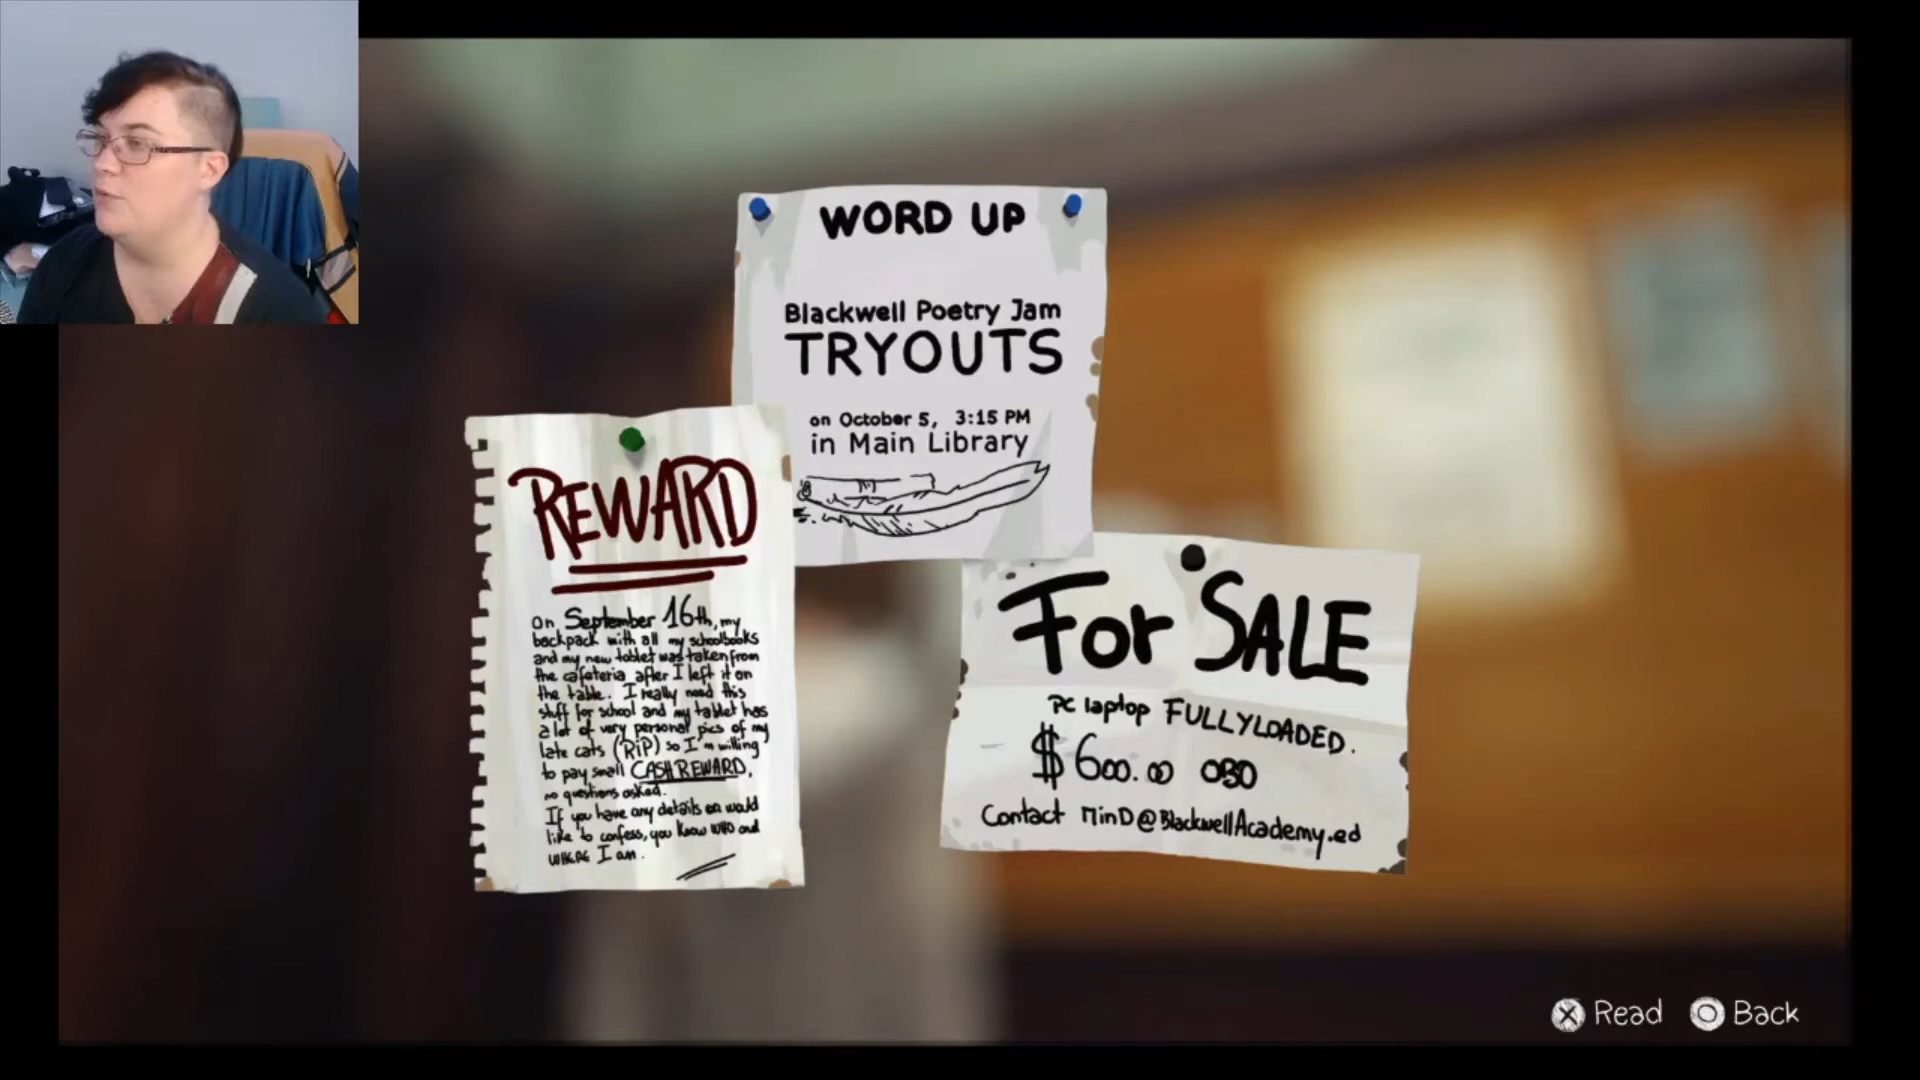 WORD UP
Blackwell Poetry Jam
TRYOUTS
on October 5, 3:15 PM
in Main Library
REWARD
On September 16th, my
backpack with all my schoolbooks
and my new tablet was taken from
the cafeteria after I left it on
the table. I really need this
stuff for school and my tablet has
a lot of very personal pics of my
late cats (RiP) so I'm willing
to pay small CASH REWARD,
no questions asked.
If you have any details or would
like to confess, you know WHO and
WHERE I am.
For SALE
PC laptop FULLYLOADED.
$600.00 OBO
Contact MinD@BlackwellAcademy.ed
Read
Back